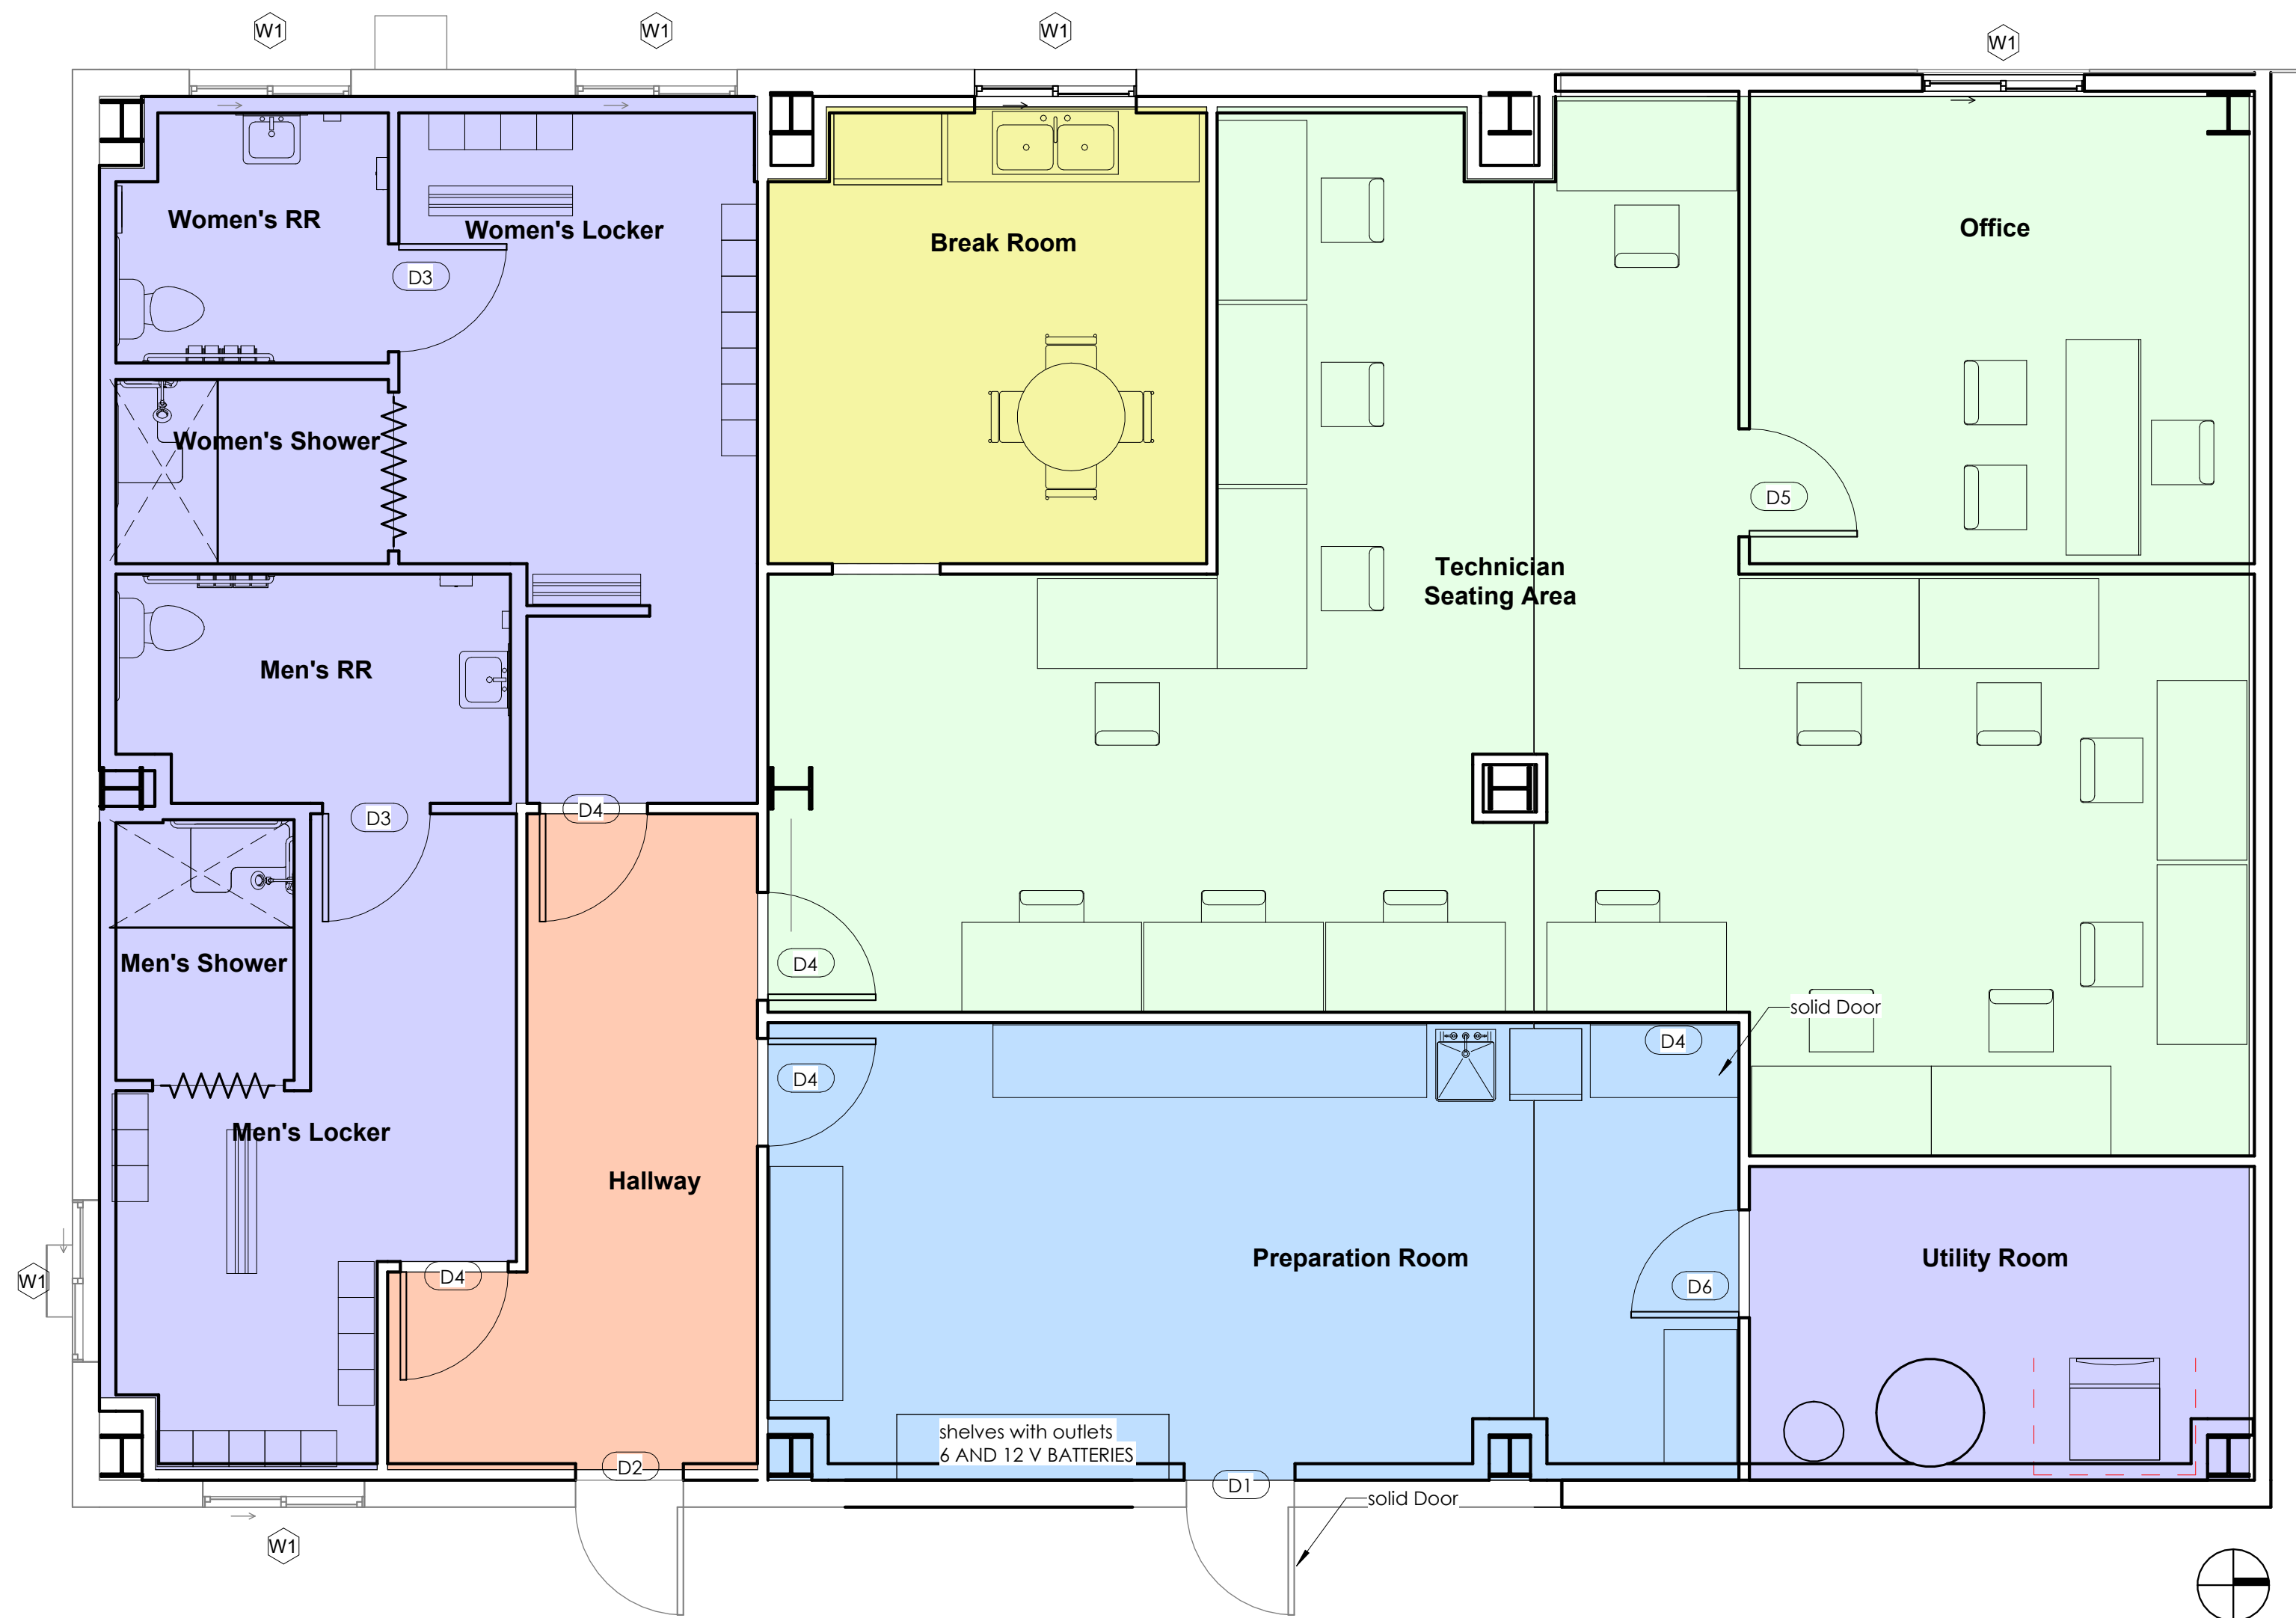 W1
W1
W1
W1
Women's RR
Women's Locker
Break Room
Office
D3
Women's Shower
D5
Technician
Seating Area
Men's RR
D3
D4
Men's Shower
D4
solid Door
D4
D4
Men's Locker
Hallway
Preparation Room
Utility Room
W1
D4
D6
shelves with outlets
6 AND 12 V BATTERIES
D2
D1
solid Door
W1